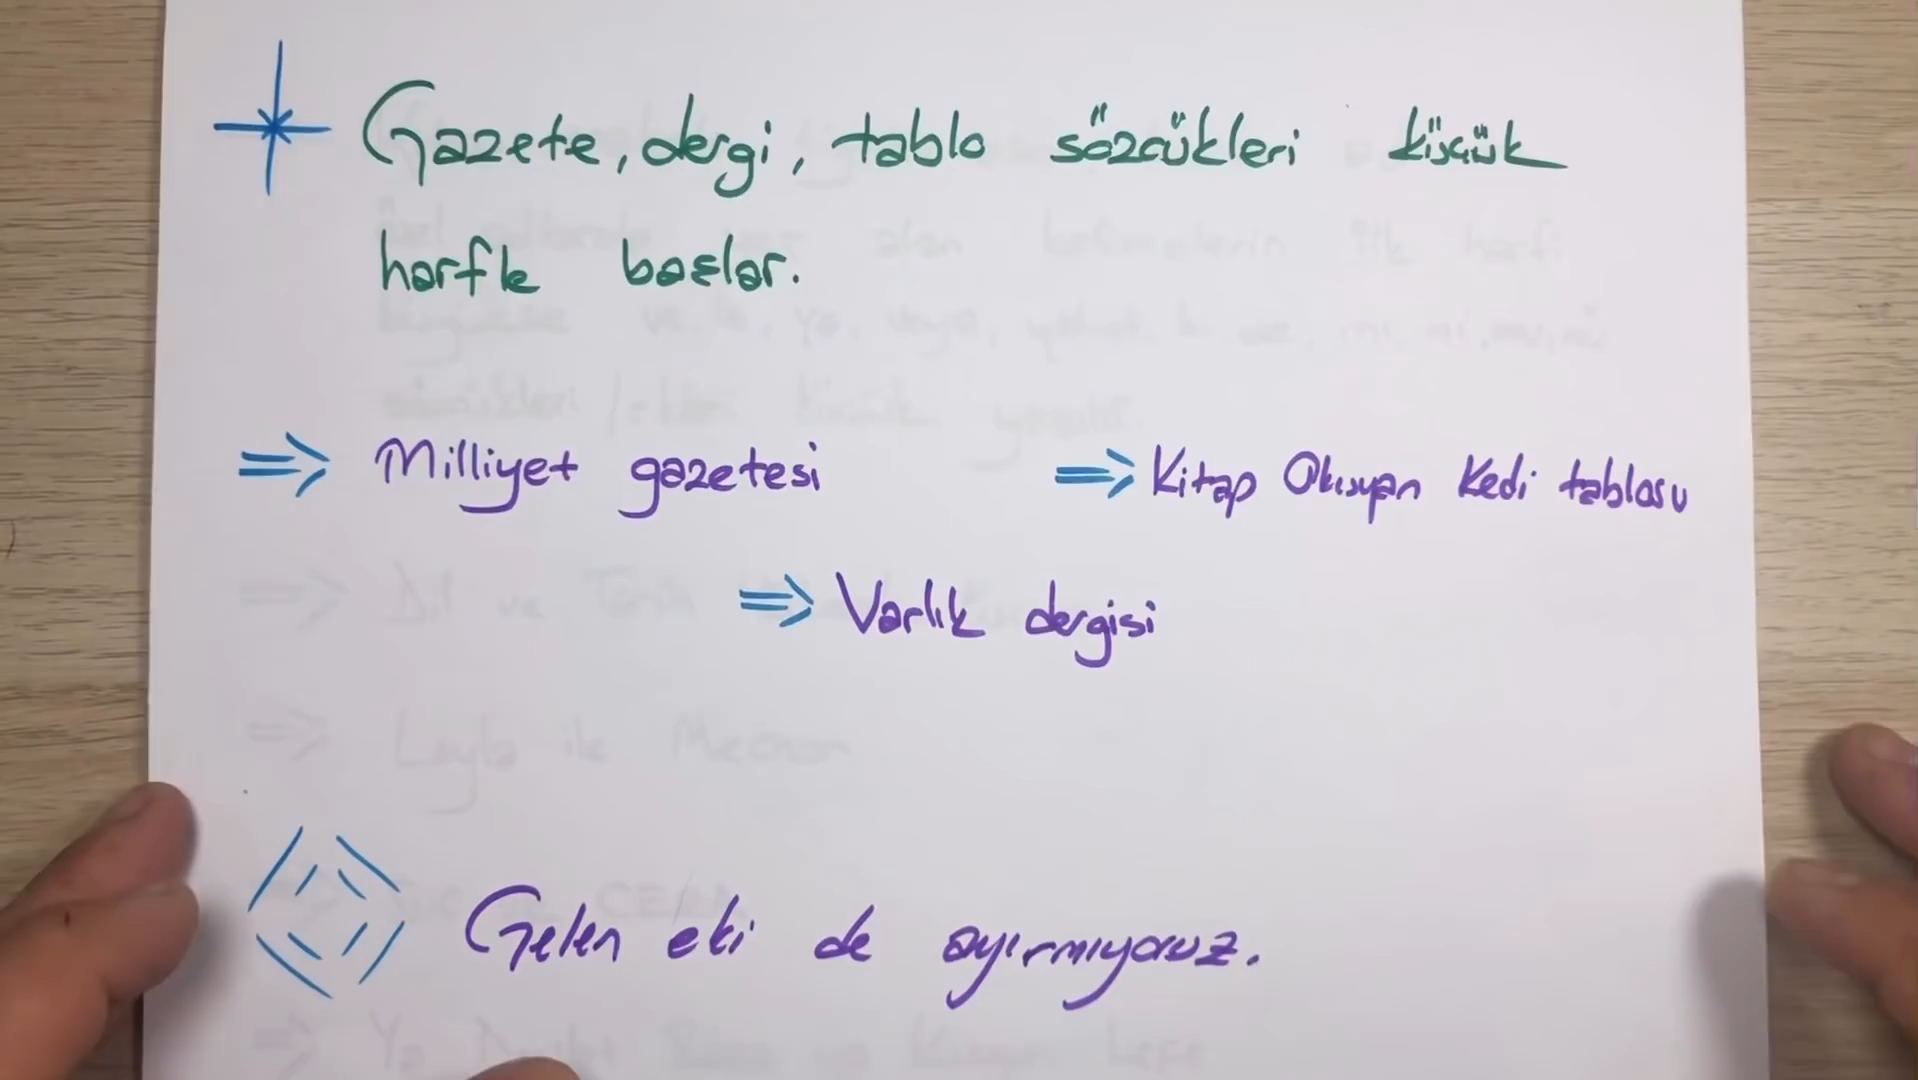 Gazete, dergi, tablo sözcükleri küçük
harfle başlar.
⇒ Milliyet gazetesi ⇒ Kitap Okuyan Kedi tablosu
⇒ Varlık dergisi
Gelen eki de ayırmıyoruz.